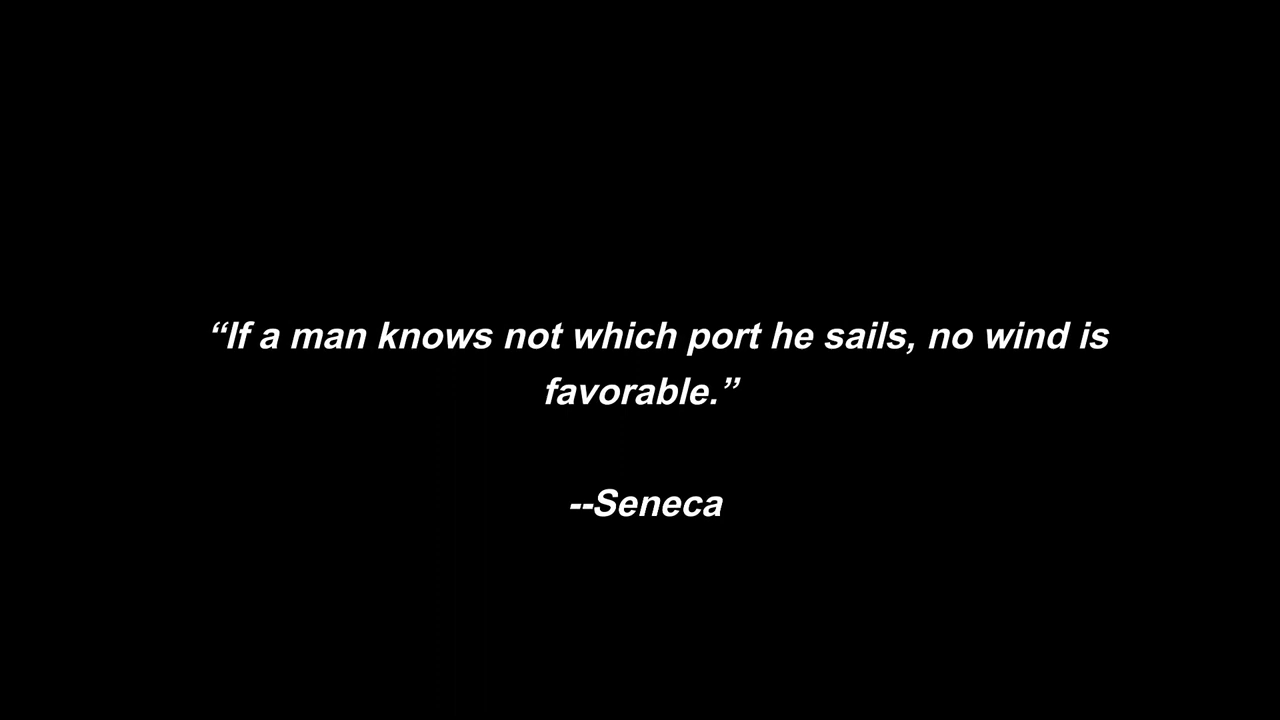 “If a man knows not which port he sails, no wind is
favorable.”
--Seneca